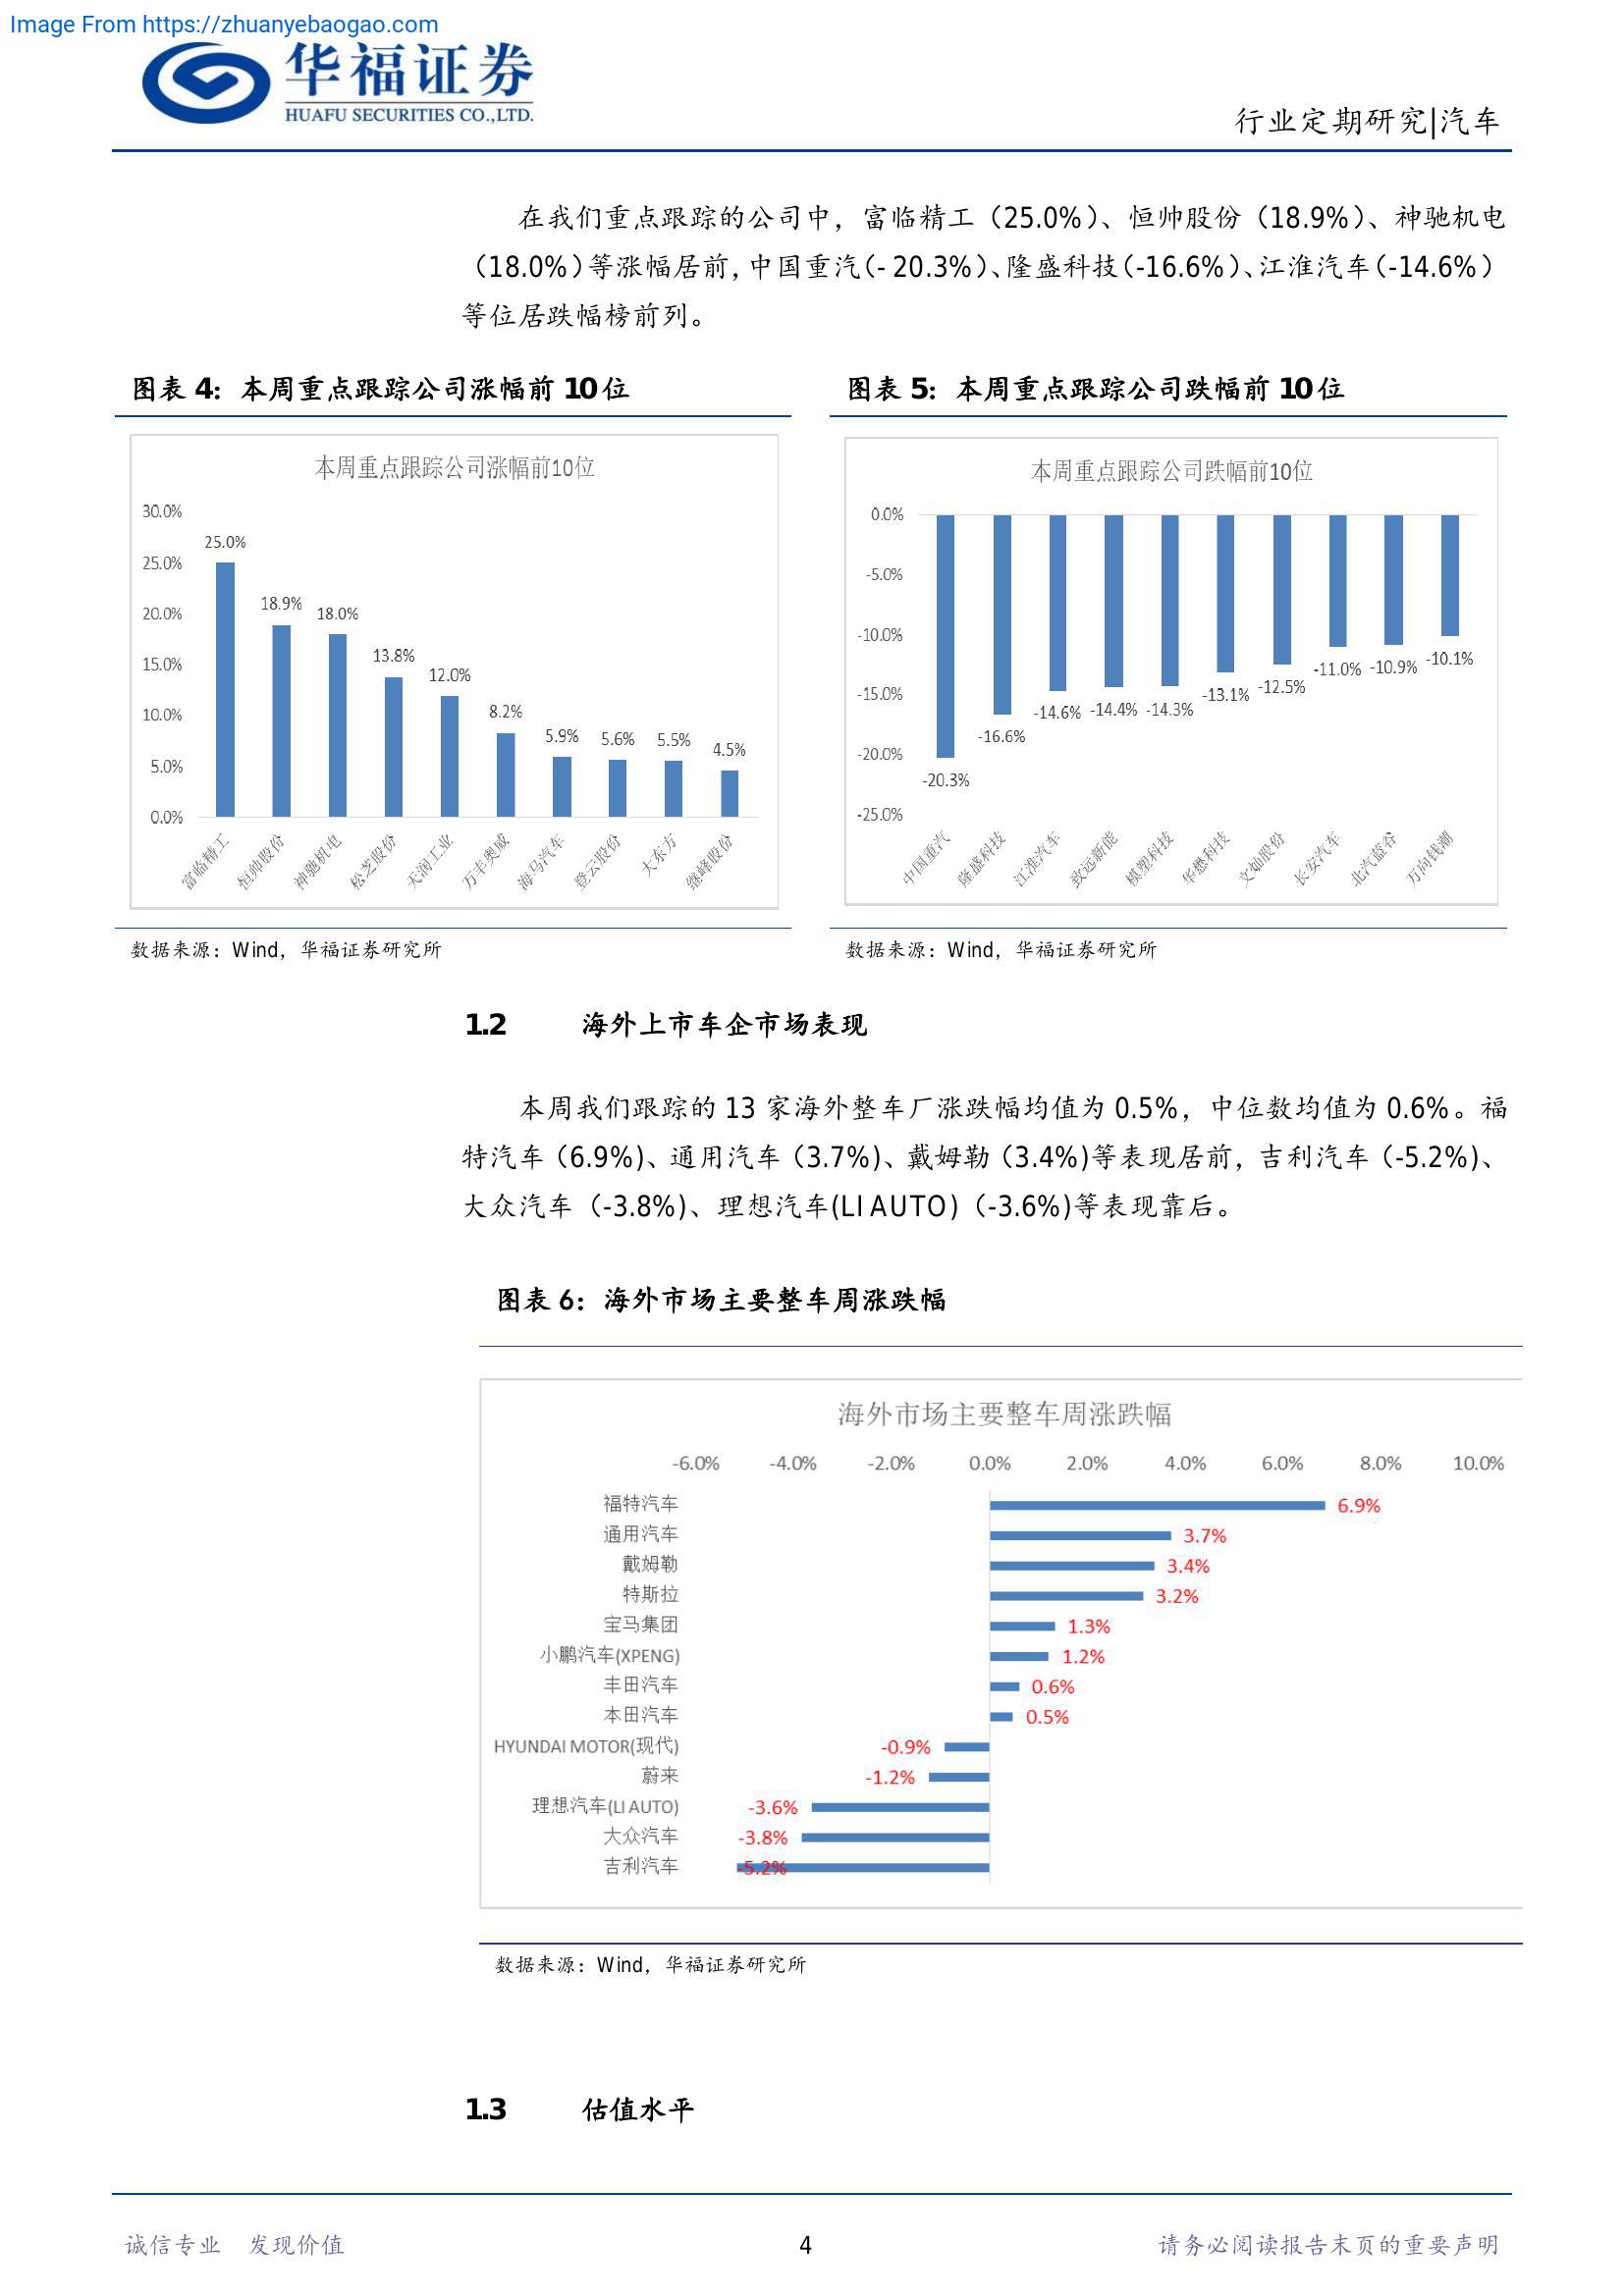 Image From https://zhuanyebaogao.com
华福证券
HUAFU SECURITIES CO.,LTD.
行业定期研究|汽车
在我们重点跟踪的公司中，富临精工（25.0%）、恒帅股份（18.9%）、神驰机电
（18.0%）等涨幅居前，中国重汽（- 20.3%）、隆盛科技（-16.6%）、江淮汽车（-14.6%）
等位居跌幅榜前列。
图表 4：本周重点跟踪公司涨幅前 10 位
本周重点跟踪公司涨幅前10位
30.0%
25.0%
20.0%
15.0%
10.0%
5.0%
0.0%
25.0%
18.9%
18.0%
13.8%
12.0%
8.2%
5.9%
5.6%
5.5%
4.5%
富临精工
恒帅股份
神驰机电
松芝股份
天润工业
万丰奥威
海马汽车
登云股份
大东方
继峰股份
数据来源：Wind，华福证券研究所
图表 5：本周重点跟踪公司跌幅前 10 位
本周重点跟踪公司跌幅前10位
0.0%
-5.0%
-10.0%
-15.0%
-20.0%
-25.0%
-20.3%
-16.6%
-14.6%
-14.4%
-14.3%
-13.1%
-12.5%
-11.0%
-10.9%
-10.1%
中国重汽
隆盛科技
江淮汽车
致远新能
模塑科技
华懋科技
文灿股份
长安汽车
北汽蓝谷
万向钱潮
数据来源：Wind，华福证券研究所
1.2 海外上市车企市场表现
本周我们跟踪的 13 家海外整车厂涨跌幅均值为 0.5%，中位数均值为 0.6%。福
特汽车（6.9%)、通用汽车（3.7%)、戴姆勒（3.4%)等表现居前，吉利汽车（-5.2%)、
大众汽车（-3.8%)、理想汽车(LI AUTO)（-3.6%)等表现靠后。
图表 6：海外市场主要整车周涨跌幅
海外市场主要整车周涨跌幅
-6.0% -4.0% -2.0% 0.0% 2.0% 4.0% 6.0% 8.0% 10.0%
福特汽车 6.9%
通用汽车 3.7%
戴姆勒 3.4%
特斯拉 3.2%
宝马集团 1.3%
小鹏汽车(XPENG) 1.2%
丰田汽车 0.6%
本田汽车 0.5%
HYUNDAI MOTOR(现代) -0.9%
蔚来 -1.2%
理想汽车(LI AUTO) -3.6%
大众汽车 -3.8%
吉利汽车 -5.2%
数据来源：Wind，华福证券研究所
1.3 估值水平
诚信专业 发现价值
4
请务必阅读报告末页的重要声明